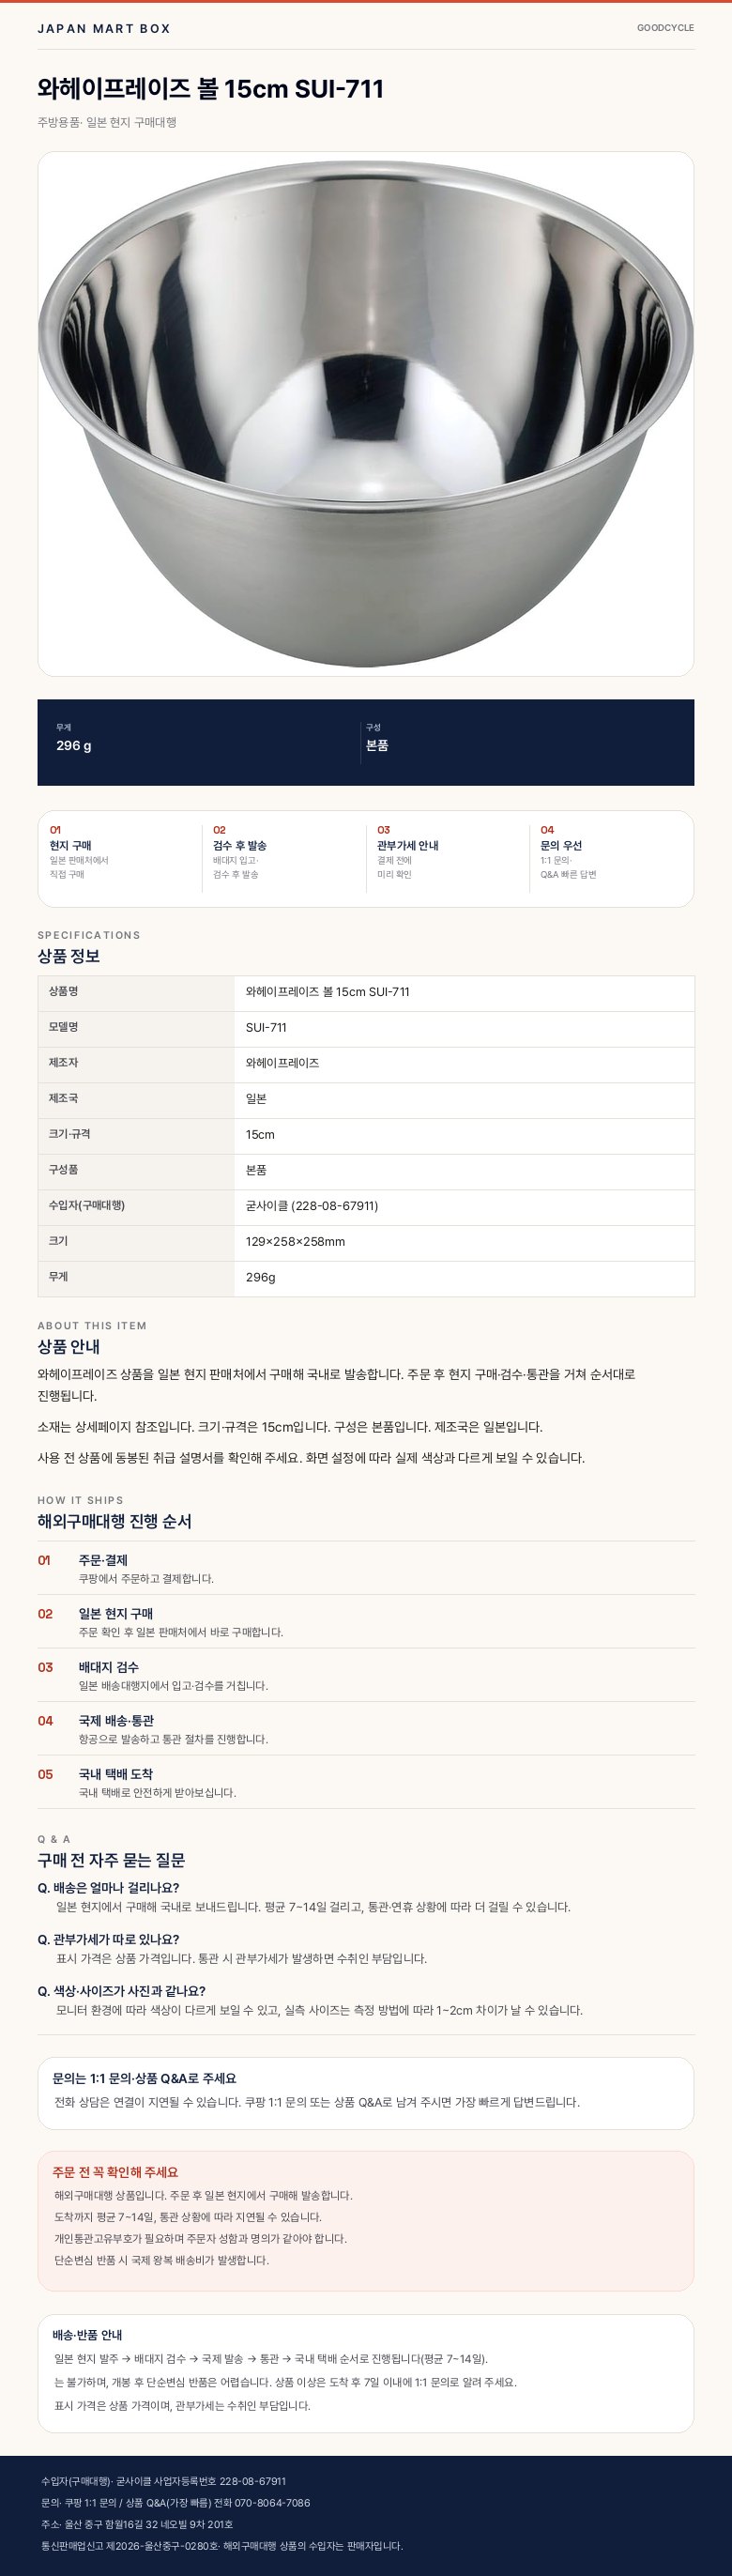 JAPAN MART BOX
GOODCYCLE
와헤이프레이즈 볼 15cm SUI-711
주방용품· 일본 현지 구매대행
무게
296 g
구성
본품
01
현지 구매
일본 판매처에서
직접 구매
02
검수 후 발송
배대지 입고·
검수 후 발송
03
관부가세 안내
결제 전에
미리 확인
04
문의 우선
1:1 문의·
Q&A 빠른 답변
SPECIFICATIONS
상품 정보
상품명
와헤이프레이즈 볼 15cm SUI-711
모델명
SUI-711
제조자
와헤이프레이즈
제조국
일본
크기·규격
15cm
구성품
본품
수입자(구매대행)
굳사이클 (228-08-67911)
크기
129×258×258mm
무게
296g
ABOUT THIS ITEM
상품 안내
와헤이프레이즈 상품을 일본 현지 판매처에서 구매해 국내로 발송합니다. 주문 후 현지 구매·검수·통관을 거쳐 순서대로
진행됩니다.
소재는 상세페이지 참조입니다. 크기·규격은 15cm입니다. 구성은 본품입니다. 제조국은 일본입니다.
사용 전 상품에 동봉된 취급 설명서를 확인해 주세요. 화면 설정에 따라 실제 색상과 다르게 보일 수 있습니다.
HOW IT SHIPS
해외구매대행 진행 순서
01
주문·결제
쿠팡에서 주문하고 결제합니다.
02
일본 현지 구매
주문 확인 후 일본 판매처에서 바로 구매합니다.
03
배대지 검수
일본 배송대행지에서 입고·검수를 거칩니다.
04
국제 배송·통관
항공으로 발송하고 통관 절차를 진행합니다.
05
국내 택배 도착
국내 택배로 안전하게 받아보십니다.
Q & A
구매 전 자주 묻는 질문
Q. 배송은 얼마나 걸리나요?
일본 현지에서 구매해 국내로 보내드립니다. 평균 7~14일 걸리고, 통관·연휴 상황에 따라 더 걸릴 수 있습니다.
Q. 관부가세가 따로 있나요?
표시 가격은 상품 가격입니다. 통관 시 관부가세가 발생하면 수취인 부담입니다.
Q. 색상·사이즈가 사진과 같나요?
모니터 환경에 따라 색상이 다르게 보일 수 있고, 실측 사이즈는 측정 방법에 따라 1~2cm 차이가 날 수 있습니다.
문의는 1:1 문의·상품 Q&A로 주세요
전화 상담은 연결이 지연될 수 있습니다. 쿠팡 1:1 문의 또는 상품 Q&A로 남겨 주시면 가장 빠르게 답변드립니다.
주문 전 꼭 확인해 주세요
해외구매대행 상품입니다. 주문 후 일본 현지에서 구매해 발송합니다.
도착까지 평균 7~14일, 통관 상황에 따라 지연될 수 있습니다.
개인통관고유부호가 필요하며 주문자 성함과 명의가 같아야 합니다.
단순변심 반품 시 국제 왕복 배송비가 발생합니다.
배송·반품 안내
일본 현지 발주 → 배대지 검수 → 국제 발송 → 통관 → 국내 택배 순서로 진행됩니다(평균 7~14일).
는 불가하며, 개봉 후 단순변심 반품은 어렵습니다. 상품 이상은 도착 후 7일 이내에 1:1 문의로 알려 주세요.
표시 가격은 상품 가격이며, 관부가세는 수취인 부담입니다.
수입자(구매대행)· 굳사이클 사업자등록번호 228-08-67911
문의· 쿠팡 1:1 문의 / 상품 Q&A(가장 빠름) 전화 070-8064-7086
주소· 울산 중구 함월16길 32 네오빌 9차 201호
통신판매업신고 제2026-울산중구-0280호· 해외구매대행 상품의 수입자는 판매자입니다.